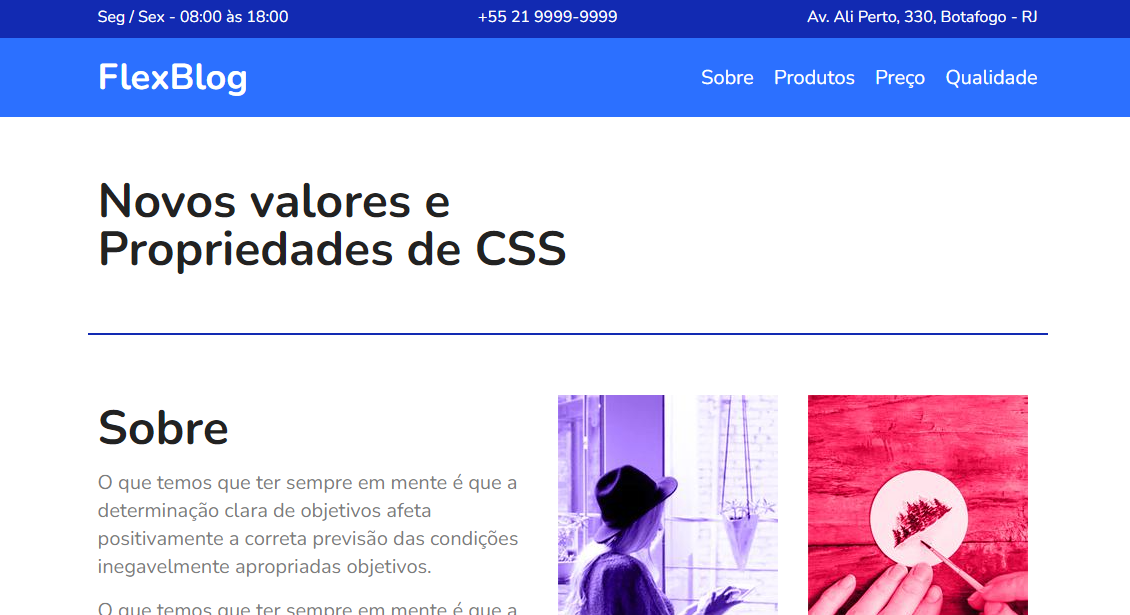 Seg / Sex - 08:00 às 18:00
+55 21 9999-9999
Av. Ali Perto, 330, Botafogo - RJ
FlexBlog
Sobre Produtos Preço Qualidade
Novos valores e
Propriedades de CSS
Sobre
O que temos que ter sempre em mente é que a
determinação clara de objetivos afeta
positivamente a correta previsão das condições
inegavelmente apropriadas objetivos.
O que temos que ter sempre em mente é que a